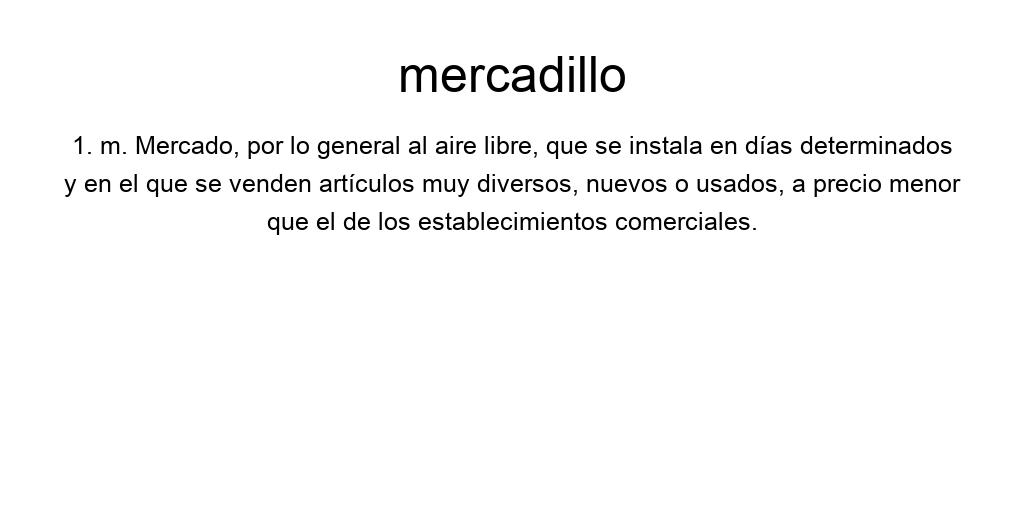 mercadillo
1. m. Mercado, por lo general al aire libre, que se instala en días determinados
y en el que se venden artículos muy diversos, nuevos o usados, a precio menor
que el de los establecimientos comerciales.